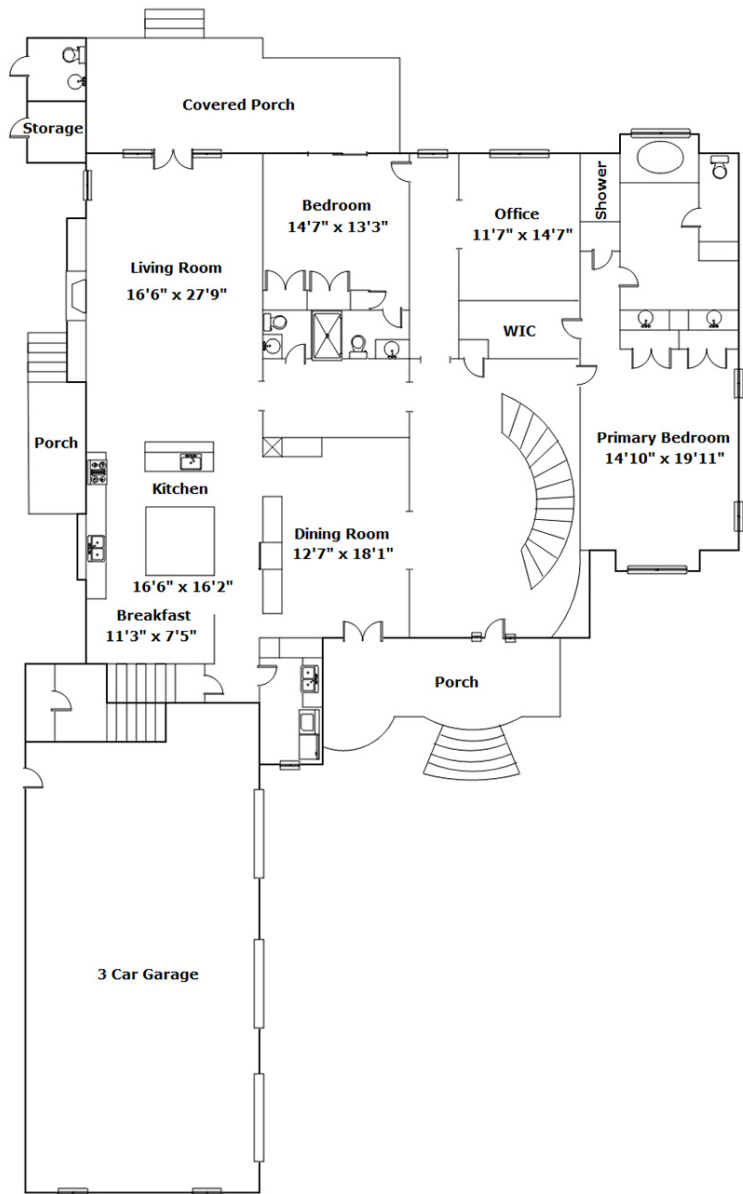 Covered Porch
Storage
Bedroom
14'7" x 13'3"
Office
11'7" x 14'7"
Shower
Living Room
16'6" x 27'9"
WIC
Porch
Primary Bedroom
14'10" x 19'11"
Kitchen
Dining Room
12'7" x 18'1"
16'6" x 16'2"
Breakfast
11'3" x 7'5"
Porch
3 Car Garage